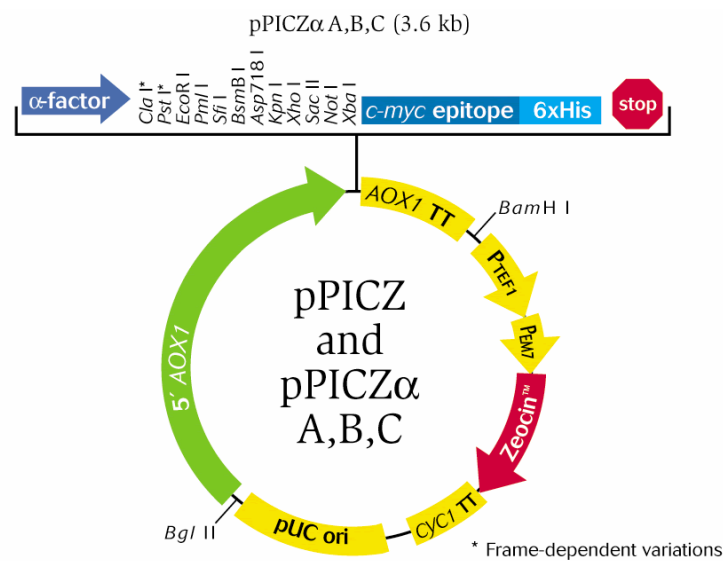 pPICZα A,B,C (3.6 kb)
α-factor
Cla I*
Pst I*
EcoR I
Pml I
Sfi I
BsmB I
Asp718 I
Kpn I
Xho I
Sac II
Not I
Xba I
c-myc epitope
6xHis
stop
AOX1 TT
BamH I
PTEF1
PEM7
Zeocin™
CYC1 TT
pUC ori
Bgl II
5′ AOX1
pPICZ
and
pPICZα
A,B,C
* Frame-dependent variations